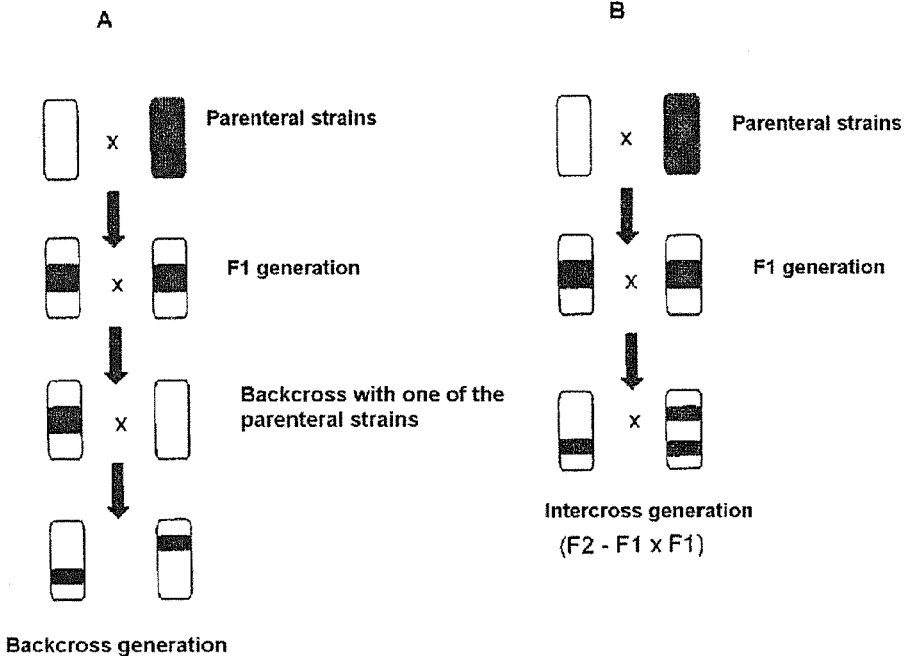 A
Parenteral strains
x
F1 generation
x
Backcross with one of the
parenteral strains
x
Backcross generation
B
Parenteral strains
x
F1 generation
x
x
Intercross generation
(F2 - F1 x F1)